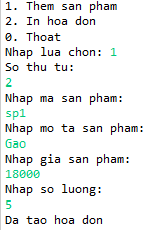 1. Them san pham
2. In hoa don
0. Thoat
Nhap lua chon: 1
So thu tu:
2
Nhap ma san pham:
sp1
Nhap mo ta san pham:
Gao
Nhap gia san pham:
18000
Nhap so luong:
5
Da tao hoa don